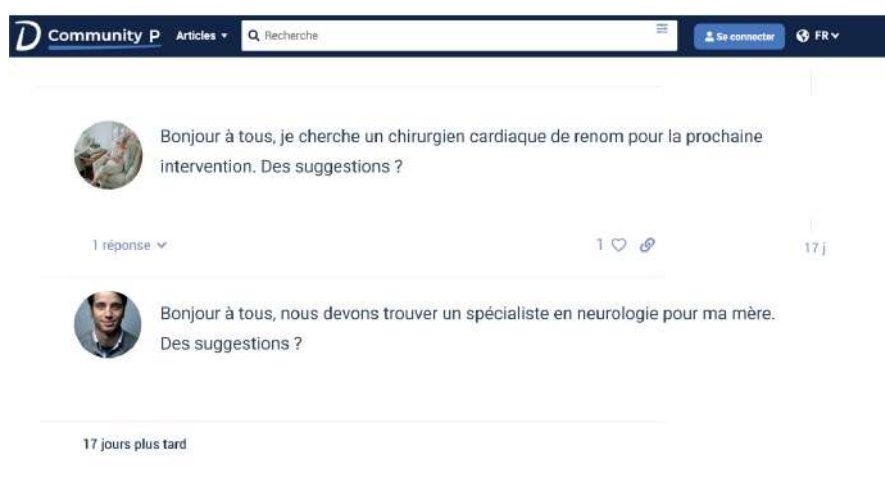 D Community P Articles Recherche Se connecter FR
Bonjour à tous, je cherche un chirurgien cardiaque de renom pour la prochaine
intervention. Des suggestions ?
1 réponse 1 17 j
Bonjour à tous, nous devons trouver un spécialiste en neurologie pour ma mère.
Des suggestions ?
17 jours plus tard